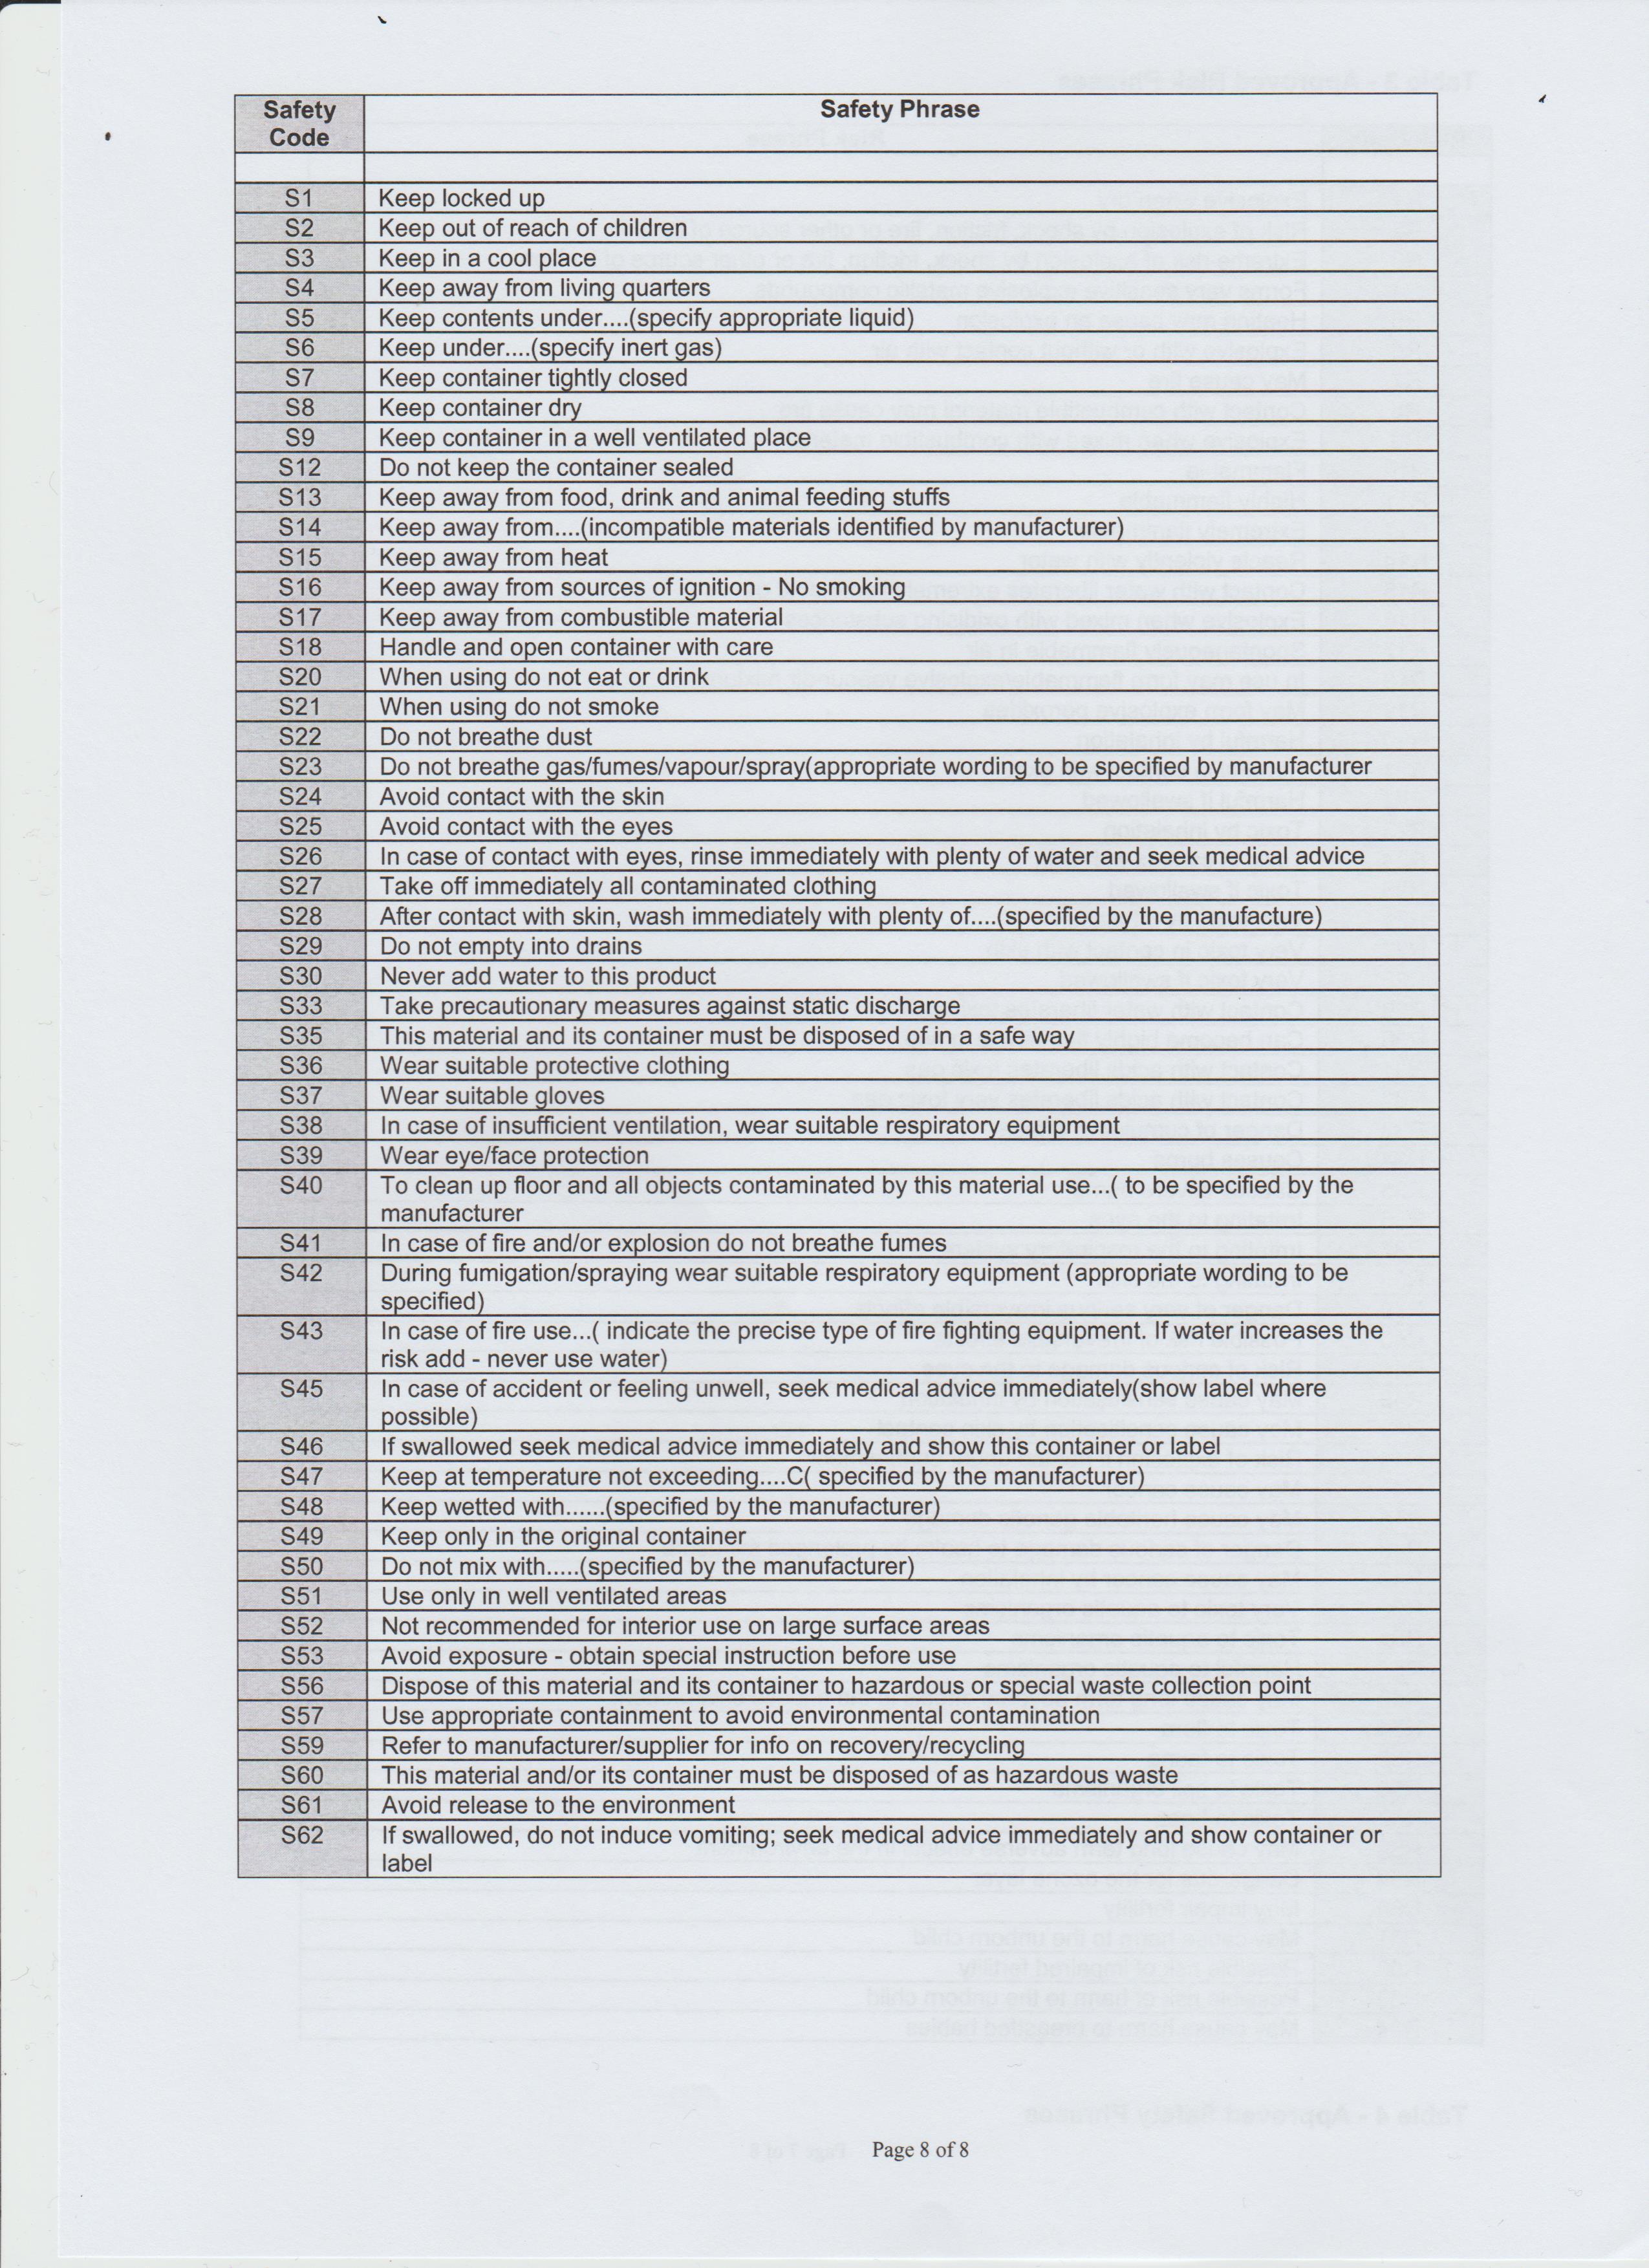 Safety Code Safety Phrase
S1 Keep locked up
S2 Keep out of reach of children
S3 Keep in a cool place
S4 Keep away from living quarters
S5 Keep contents under....(specify appropriate liquid)
S6 Keep under....(specify inert gas)
S7 Keep container tightly closed
S8 Keep container dry
S9 Keep container in a well ventilated place
S12 Do not keep the container sealed
S13 Keep away from food, drink and animal feeding stuffs
S14 Keep away from....(incompatible materials identified by manufacturer)
S15 Keep away from heat
S16 Keep away from sources of ignition - No smoking
S17 Keep away from combustible material
S18 Handle and open container with care
S20 When using do not eat or drink
S21 When using do not smoke
S22 Do not breathe dust
S23 Do not breathe gas/fumes/vapour/spray(appropriate wording to be specified by manufacturer
S24 Avoid contact with the skin
S25 Avoid contact with the eyes
S26 In case of contact with eyes, rinse immediately with plenty of water and seek medical advice
S27 Take off immediately all contaminated clothing
S28 After contact with skin, wash immediately with plenty of....(specified by the manufacture)
S29 Do not empty into drains
S30 Never add water to this product
S33 Take precautionary measures against static discharge
S35 This material and its container must be disposed of in a safe way
S36 Wear suitable protective clothing
S37 Wear suitable gloves
S38 In case of insufficient ventilation, wear suitable respiratory equipment
S39 Wear eye/face protection
S40 To clean up floor and all objects contaminated by this material use...( to be specified by the
manufacturer
S41 In case of fire and/or explosion do not breathe fumes
S42 During fumigation/spraying wear suitable respiratory equipment (appropriate wording to be
specified)
S43 In case of fire use...( indicate the precise type of fire fighting equipment. If water increases the
risk add - never use water)
S45 In case of accident or feeling unwell, seek medical advice immediately(show label where
possible)
S46 If swallowed seek medical advice immediately and show this container or label
S47 Keep at temperature not exceeding....C( specified by the manufacturer)
S48 Keep wetted with......(specified by the manufacturer)
S49 Keep only in the original container
S50 Do not mix with.....(specified by the manufacturer)
S51 Use only in well ventilated areas
S52 Not recommended for interior use on large surface areas
S53 Avoid exposure - obtain special instruction before use
S56 Dispose of this material and its container to hazardous or special waste collection point
S57 Use appropriate containment to avoid environmental contamination
S59 Refer to manufacturer/supplier for info on recovery/recycling
S60 This material and/or its container must be disposed of as hazardous waste
S61 Avoid release to the environment
S62 If swallowed, do not induce vomiting; seek medical advice immediately and show container or
label
Page 8 of 8